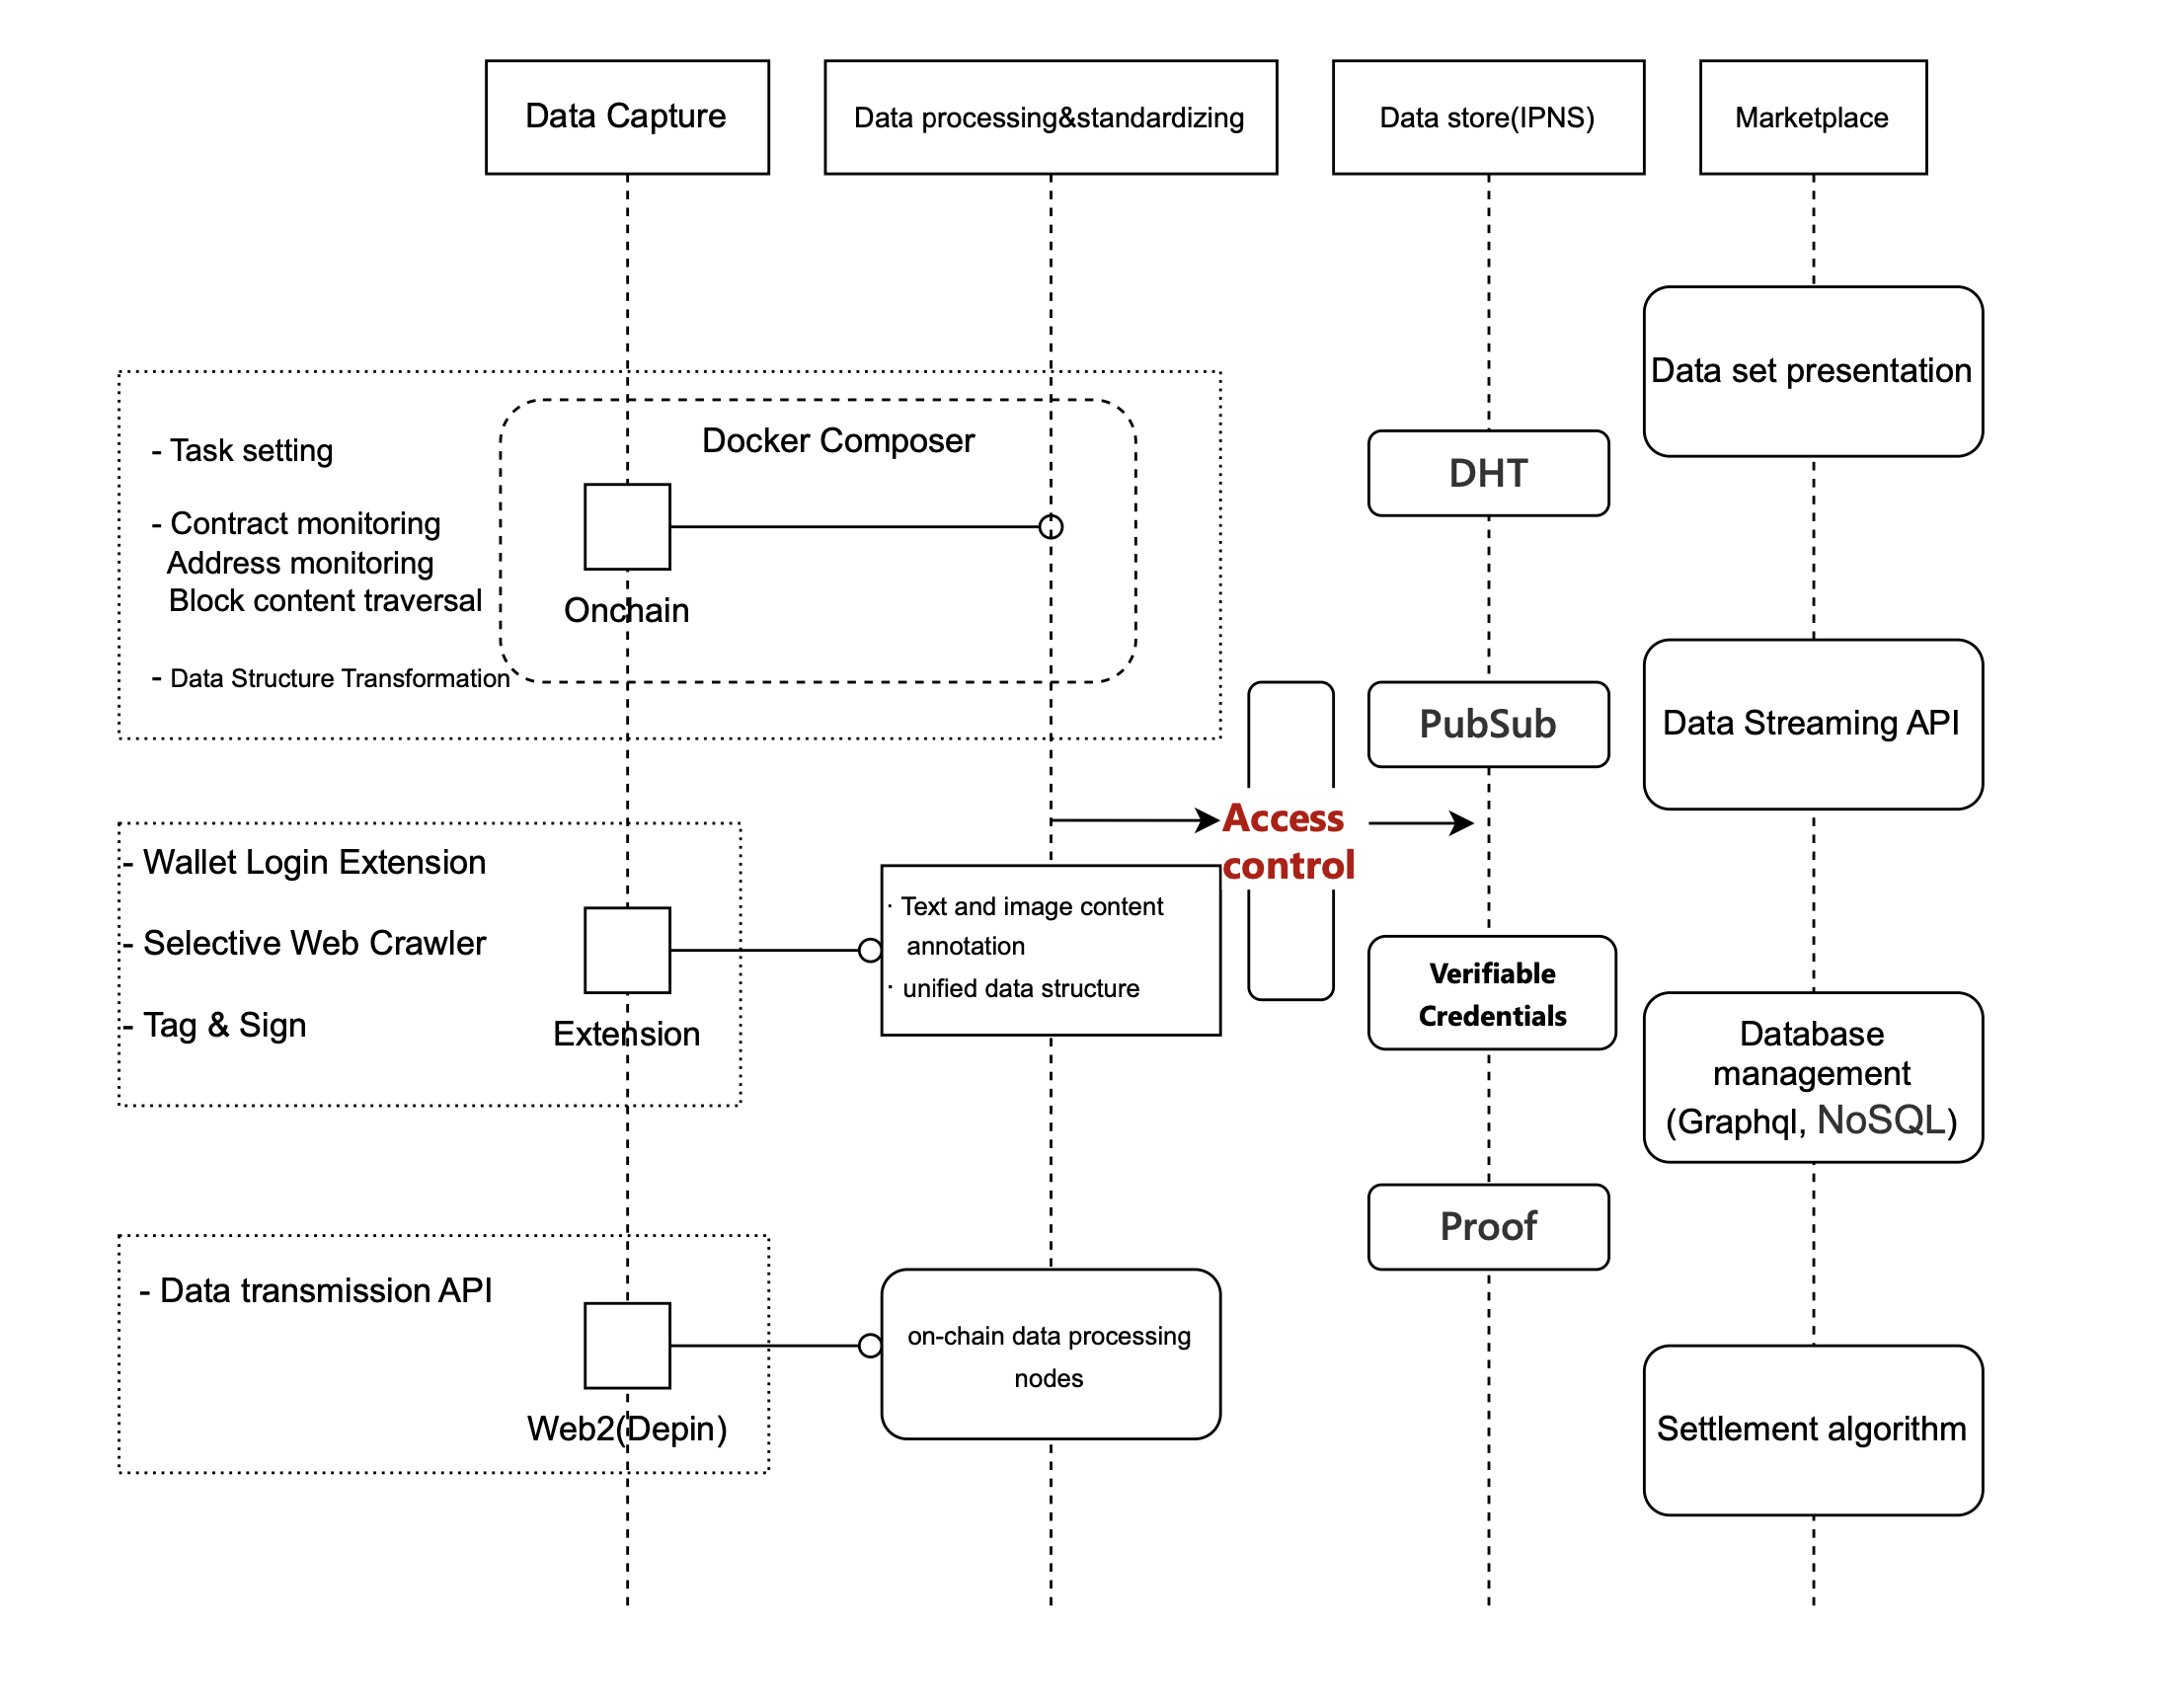 Data Capture
Data processing&standardizing
Data store(IPNS)
Marketplace
Data set presentation
Docker Composer
- Task setting
DHT
- Contract monitoring
Address monitoring
Block content traversal
Onchain
- Data Structure Transformation
PubSub
Data Streaming API
Access
control
- Wallet Login Extension
- Selective Web Crawler
- Tag & Sign
Extension
· Text and image content
annotation
· unified data structure
Verifiable
Credentials
Database
management
(Graphql, NoSQL)
Proof
- Data transmission API
Web2(Depin)
on-chain data processing
nodes
Settlement algorithm